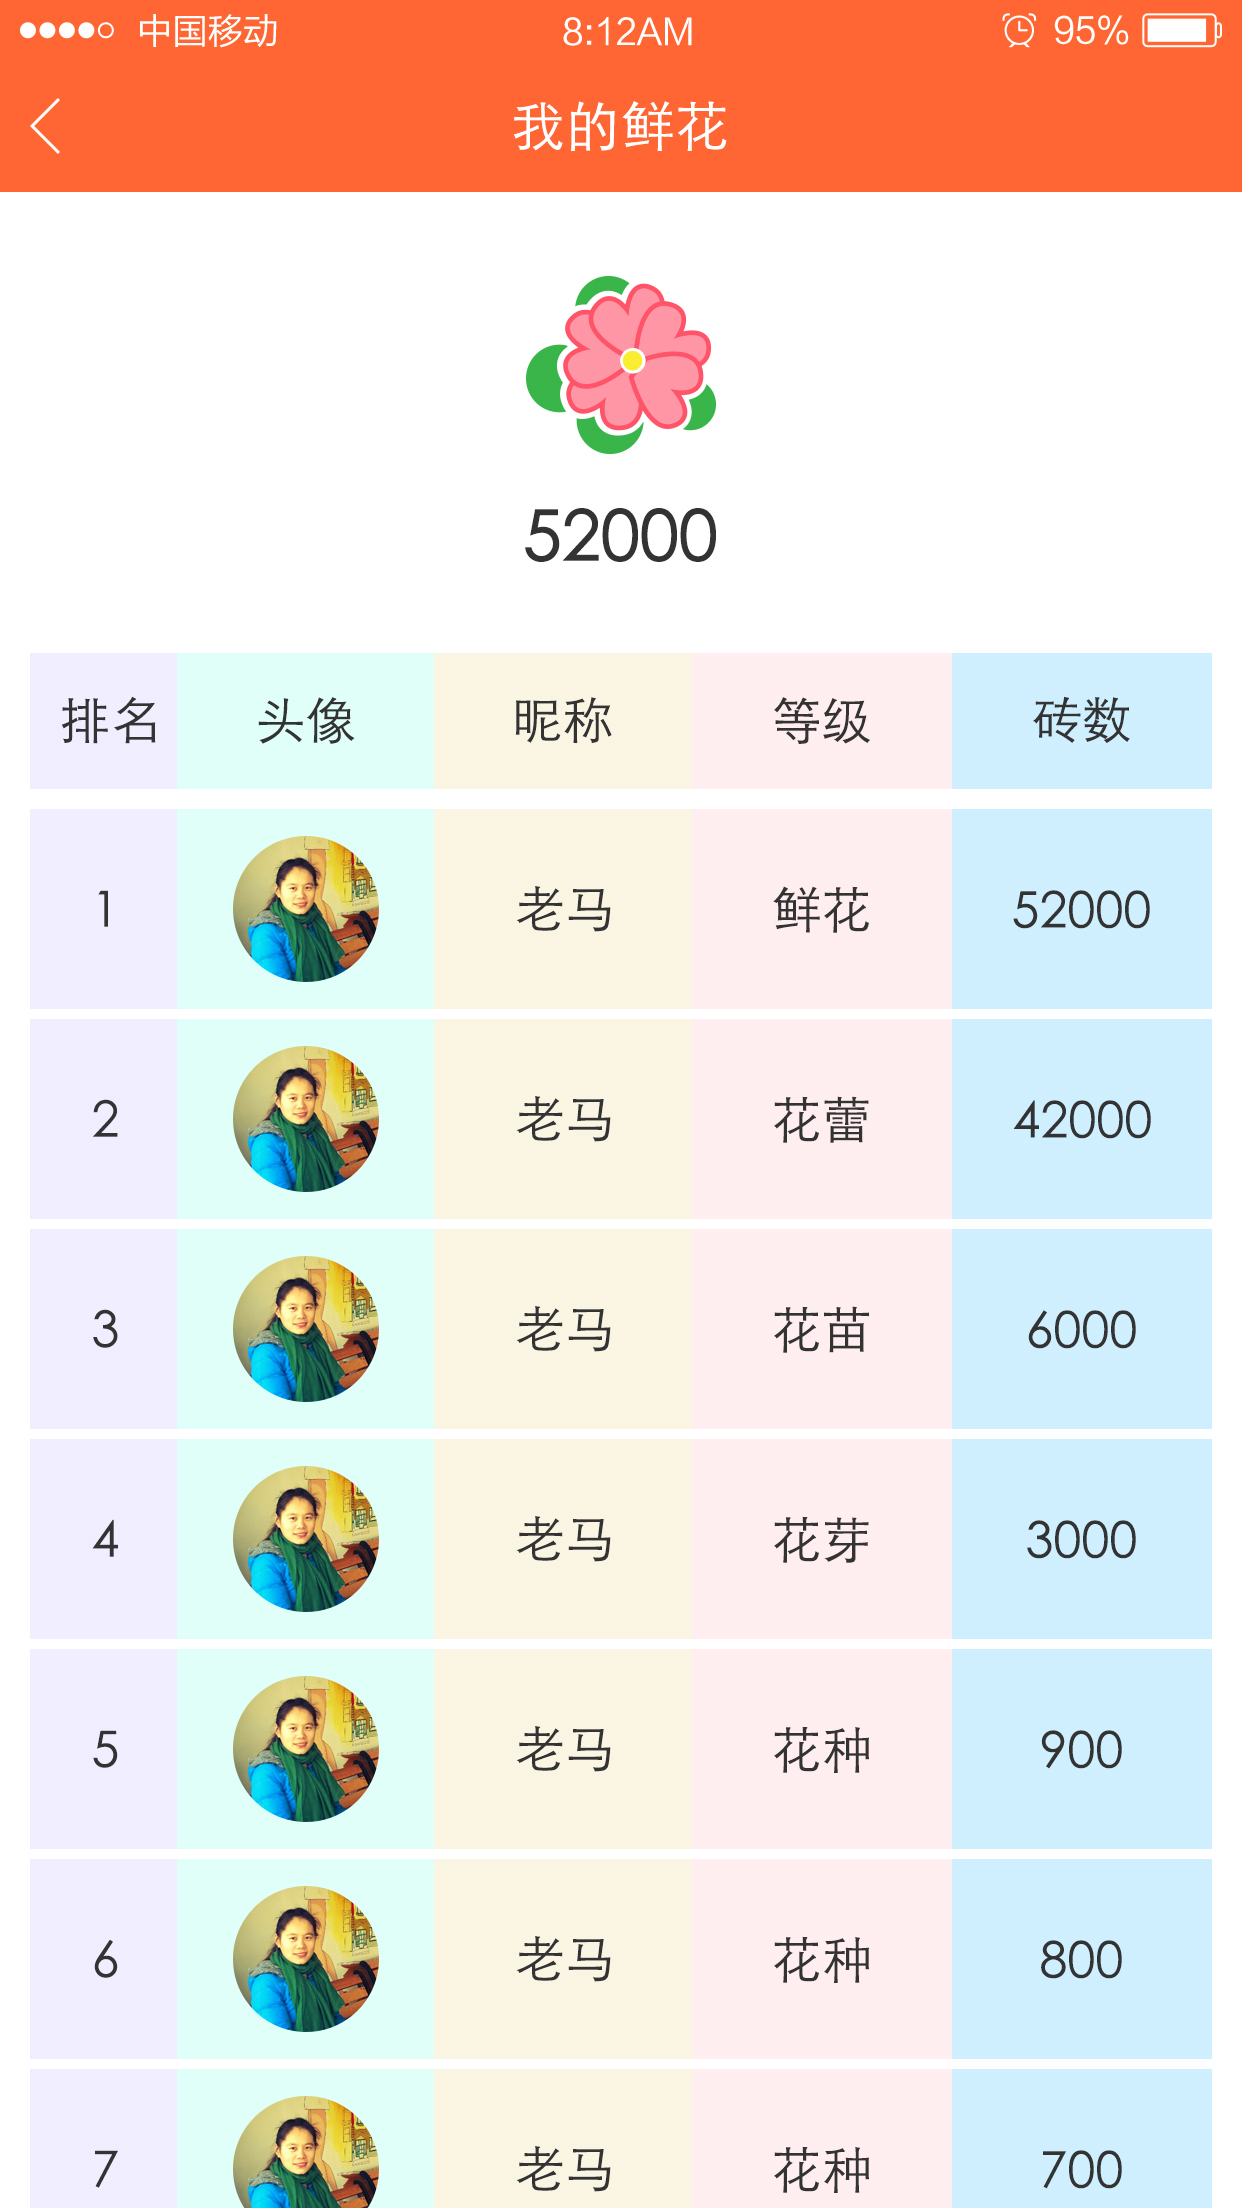 中国移动 8:12AM 95%
我的鲜花
52000
排名 头像 昵称 等级 砖数
1 老马 鲜花 52000
2 老马 花蕾 42000
3 老马 花苗 6000
4 老马 花芽 3000
5 老马 花种 900
6 老马 花种 800
7 老马 花种 700